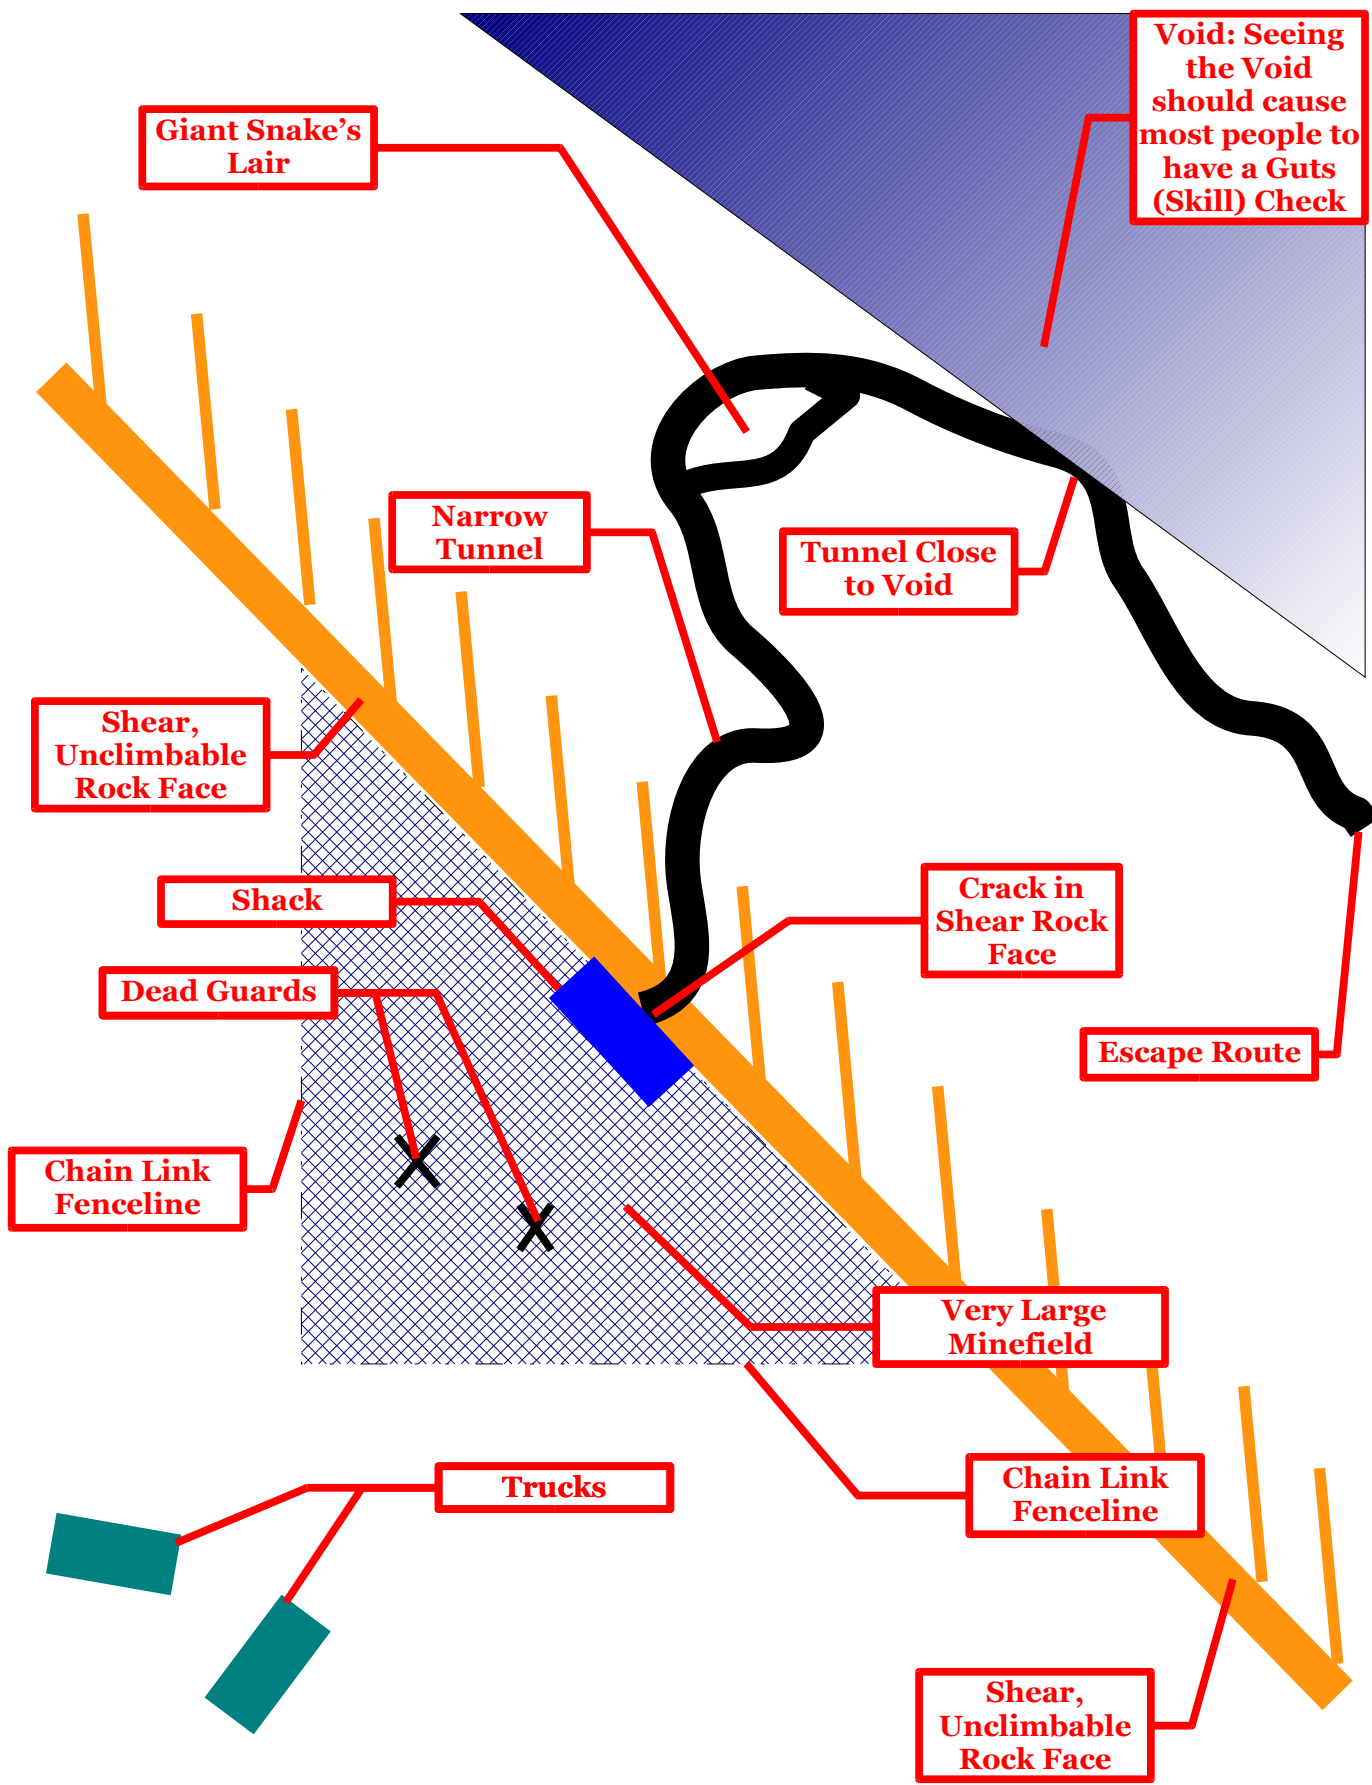 Void: Seeing
the Void
should cause
most people to
have a Guts
(Skill) Check
Giant Snake's
Lair
Narrow
Tunnel
Tunnel Close
to Void
Shear,
Unclimbable
Rock Face
Shack
Crack in
Shear Rock
Face
Dead Guards
Escape Route
Chain Link
Fenceline
Very Large
Minefield
Trucks
Chain Link
Fenceline
Shear,
Unclimbable
Rock Face